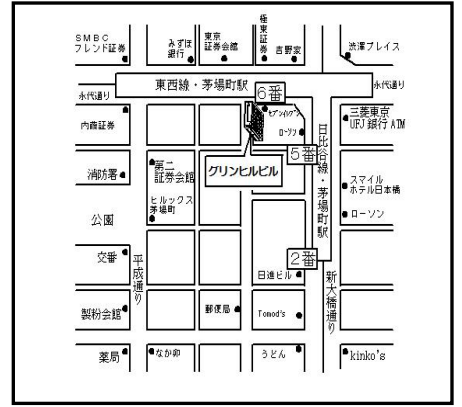 SMBC
フレンド証券
みずほ
銀行
東京
証券会館
極東証券
吉野家
渋澤プレイス
永代通り
東西線・茅場町駅
6番
永代通り
内藤証券
セブンイレブン
ローソン
三菱東京
UFJ銀行ATM
5番
日比谷線・茅場町駅
消防署
第二
証券会館
グリンヒルビル
スマイル
ホテル日本橋
ヒルックス
茅場町
ローソン
公園
交番
平成通り
2番
日進ビル
新大橋通り
製粉会館
郵便局
Tomod's
薬局
なか卯
うどん
kinko's